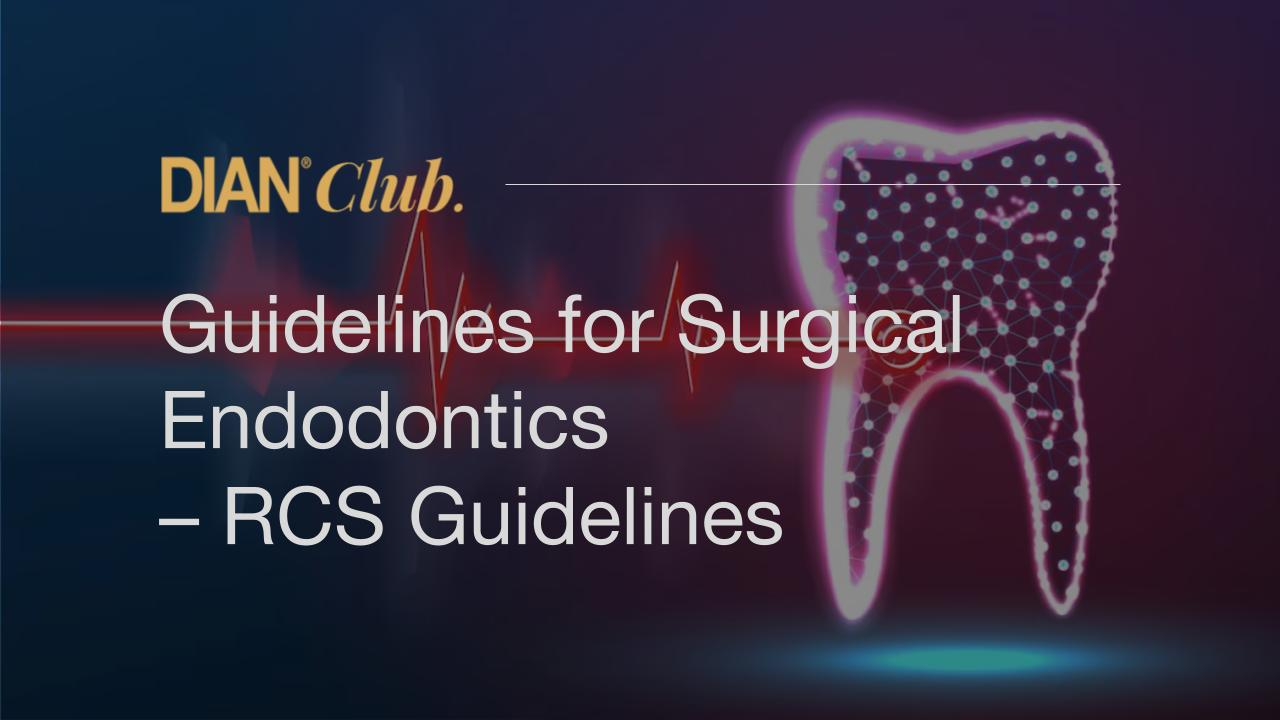 DIAN® Club.
Guidelines for Surgical
Endodontics
– RCS Guidelines